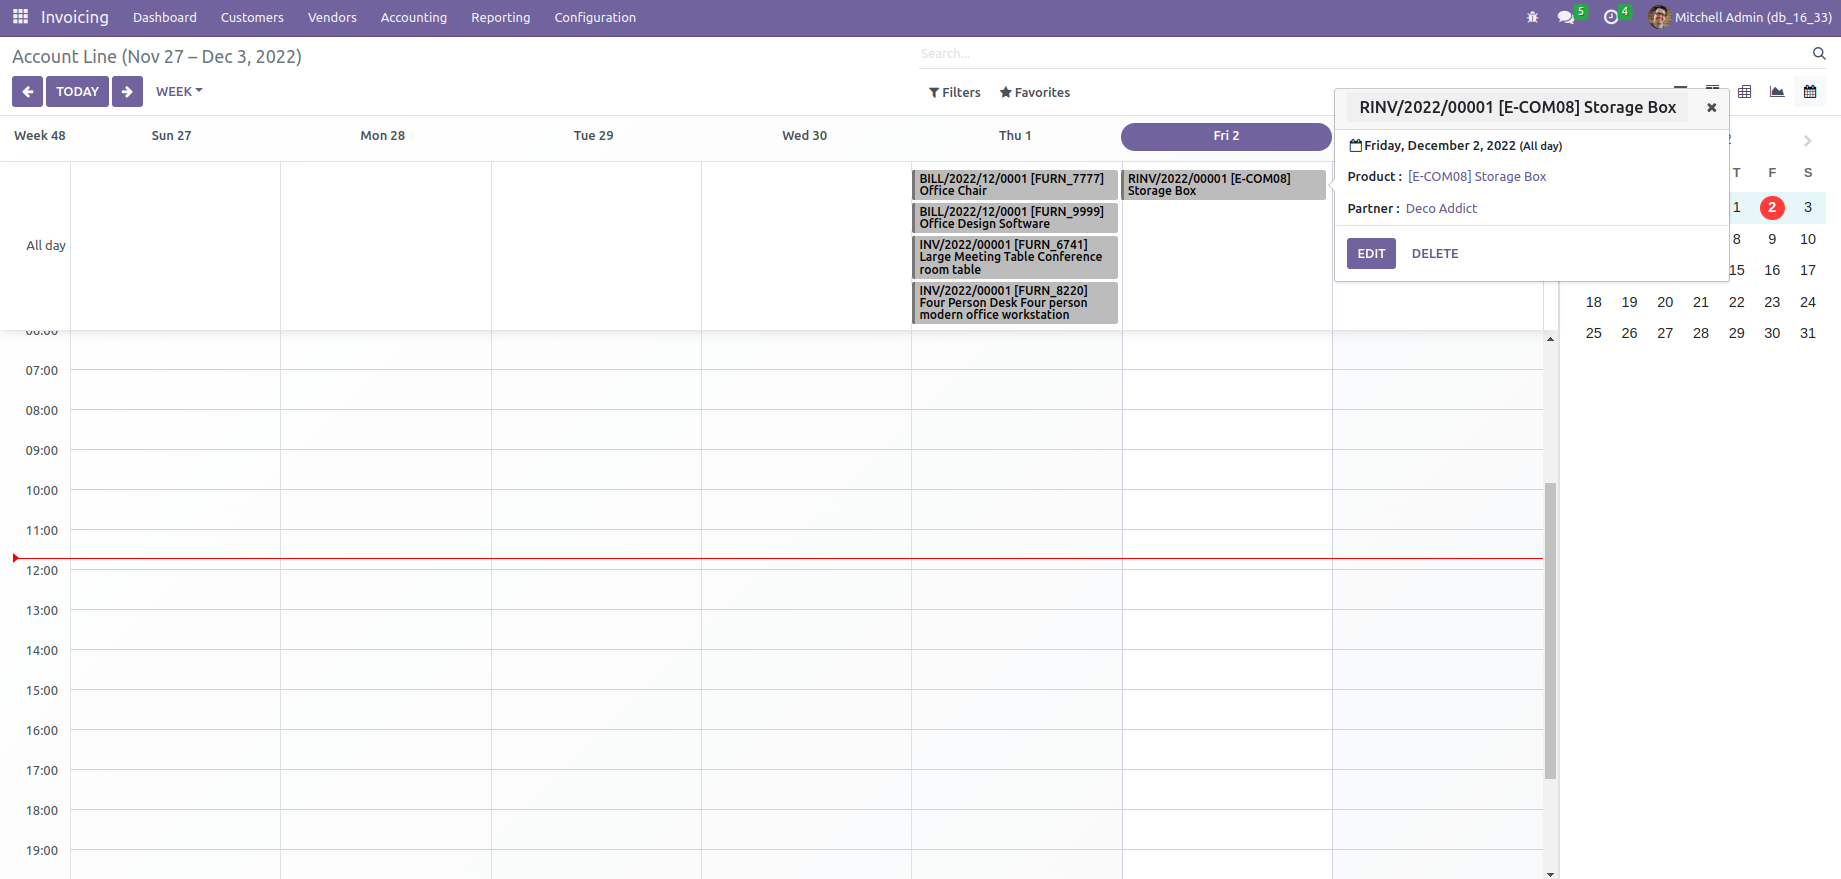 Invoicing Dashboard Customers Vendors Accounting Reporting Configuration 5 4 Mitchell Admin (db_16_33)
Account Line (Nov 27 – Dec 3, 2022)
Search...
TODAY WEEK
Filters Favorites
Week 48 Sun 27 Mon 28 Tue 29 Wed 30 Thu 1 Fri 2
All day
BILL/2022/12/0001 [FURN_7777]
Office Chair
BILL/2022/12/0001 [FURN_9999]
Office Design Software
INV/2022/00001 [FURN_6741]
Large Meeting Table Conference
room table
INV/2022/00001 [FURN_8220]
Four Person Desk Four person
modern office workstation
RINV/2022/00001 [E-COM08]
Storage Box
RINV/2022/00001 [E-COM08] Storage Box
Friday, December 2, 2022 (All day)
Product : [E-COM08] Storage Box
Partner : Deco Addict
EDIT DELETE
T F S
1 2 3
8 9 10
15 16 17
18 19 20 21 22 23 24
25 26 27 28 29 30 31
06:00
07:00
08:00
09:00
10:00
11:00
12:00
13:00
14:00
15:00
16:00
17:00
18:00
19:00